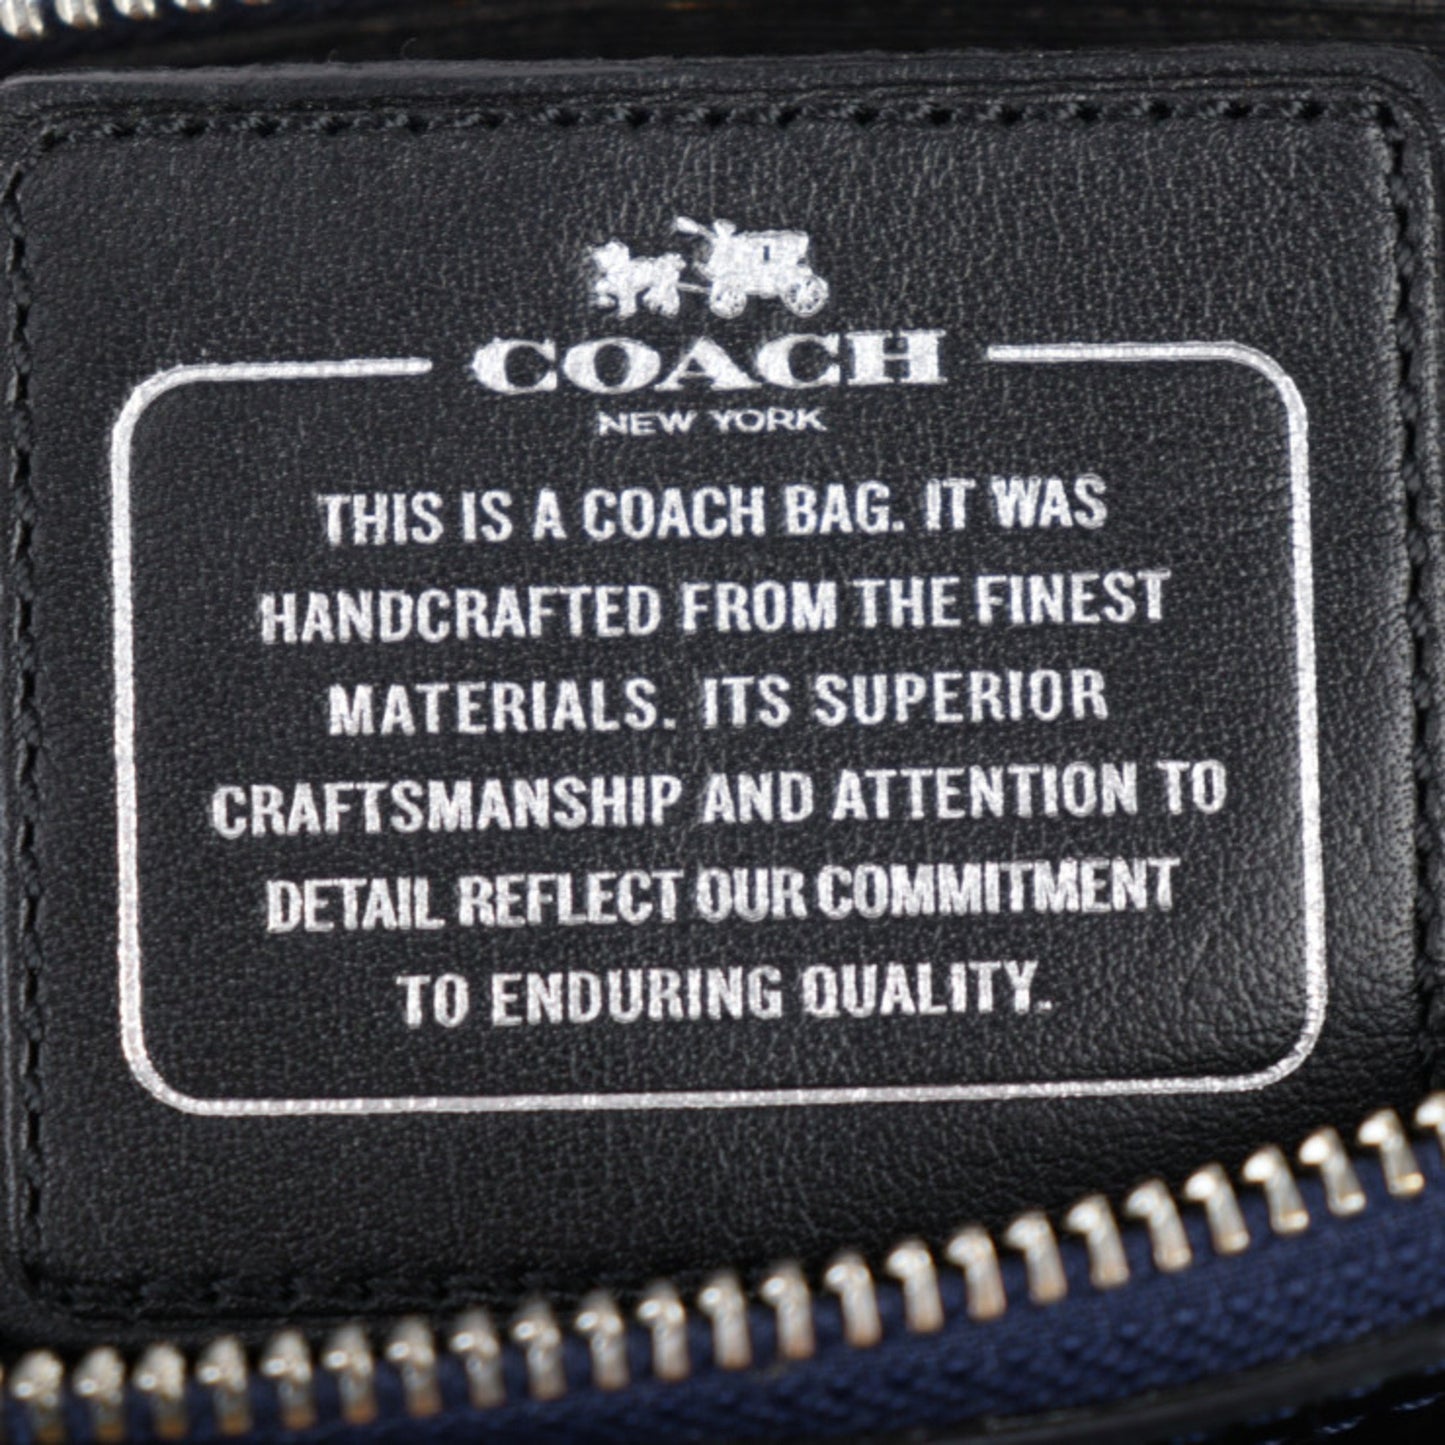 COACH
NEW YORK
THIS IS A COACH BAG. IT WAS
HANDCRAFTED FROM THE FINEST
MATERIALS. ITS SUPERIOR
CRAFTSMANSHIP AND ATTENTION TO
DETAIL REFLECT OUR COMMITMENT
TO ENDURING QUALITY.